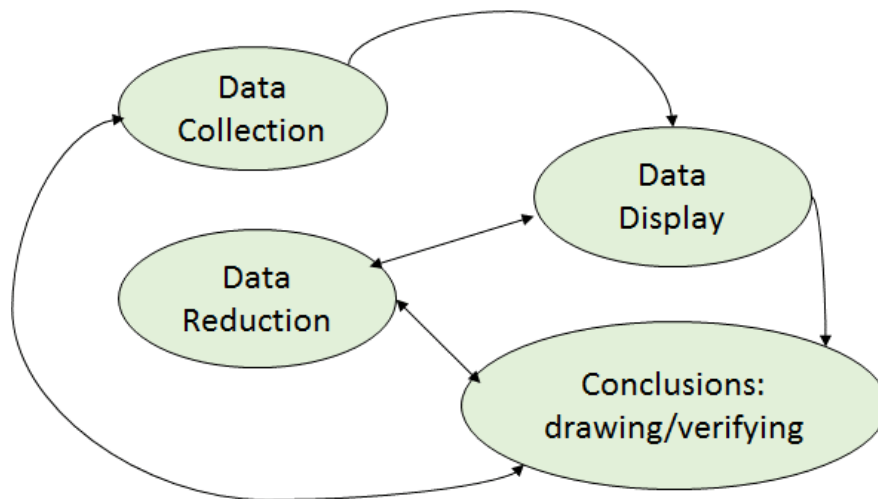 Data
Collection
Data
Display
Data
Reduction
Conclusions:
drawing/verifying